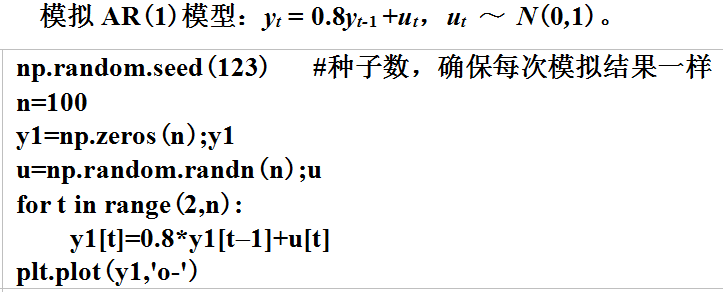 模拟 AR(1)模型：yt = 0.8yt-1 +ut，ut ～ N(0,1)。
np.random.seed(123)   #种子数，确保每次模拟结果一样
n=100
y1=np.zeros(n);y1
u=np.random.randn(n);u
for t in range(2,n):
    y1[t]=0.8*y1[t–1]+u[t]
plt.plot(y1,'o-')